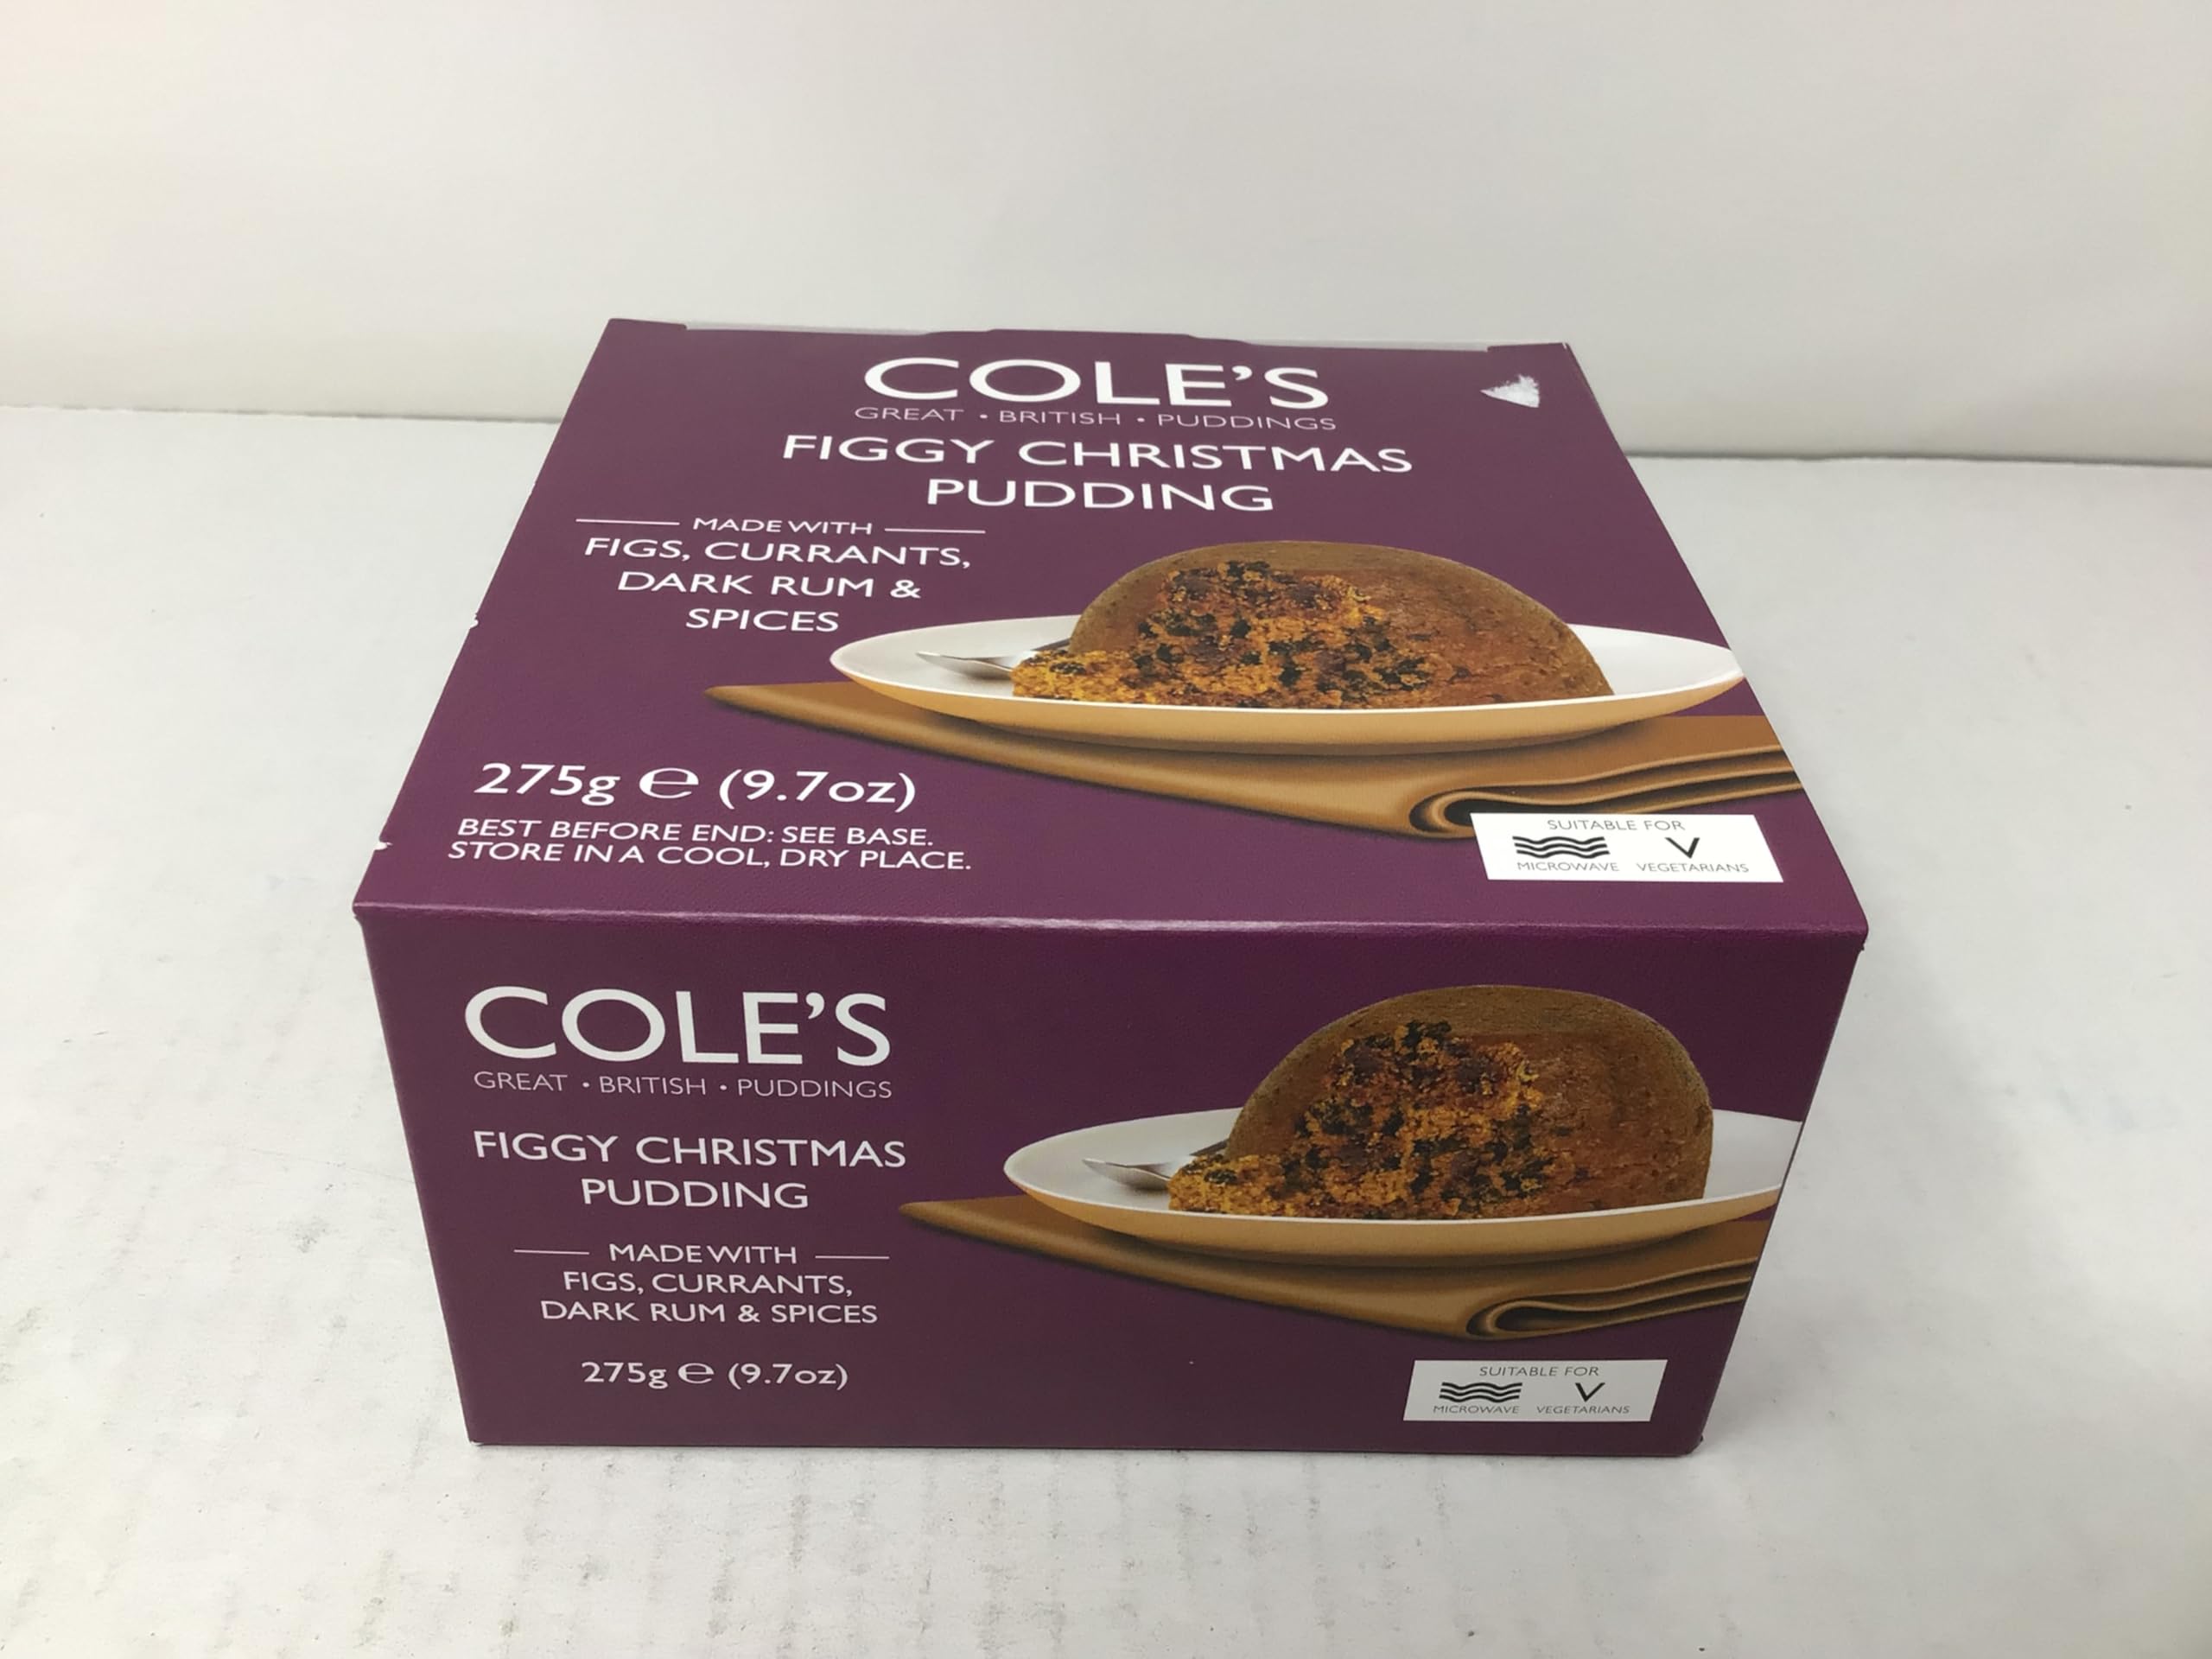 COLE'S
GREAT • BRITISH • PUDDINGS
FIGGY CHRISTMAS
PUDDING
MADE WITH
FIGS, CURRANTS,
DARK RUM &
SPICES
275g ℮ (9.7oz)
BEST BEFORE END: SEE BASE.
STORE IN A COOL, DRY PLACE.
SUITABLE FOR
MICROWAVE V VEGETARIANS
COLE'S
GREAT • BRITISH • PUDDINGS
FIGGY CHRISTMAS
PUDDING
MADE WITH
FIGS, CURRANTS,
DARK RUM & SPICES
275g ℮ (9.7oz)
SUITABLE FOR
MICROWAVE V VEGETARIANS